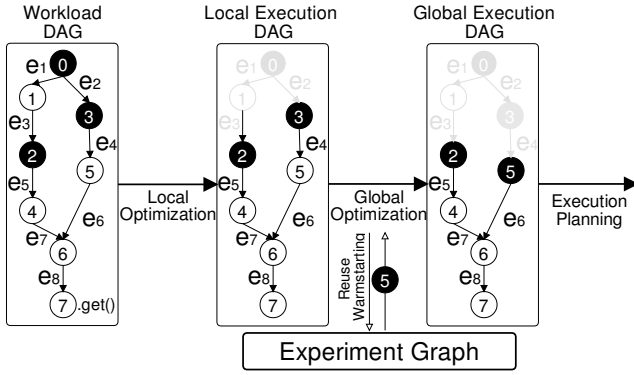 Workload
DAG
Local Execution
DAG
Global Execution
DAG
0
e1
e2
1
3
e3
e4
2
5
e5
4
e6
e7
6
e8
7
.get()
Local
Optimization
0
e1
e2
1
3
e3
e4
2
5
e5
4
e6
e7
6
e8
7
Global
Optimization
Reuse
Warmstarting
5
0
e1
e2
1
3
e3
e4
2
5
e5
4
e6
e7
6
e8
7
Execution
Planning
Experiment Graph